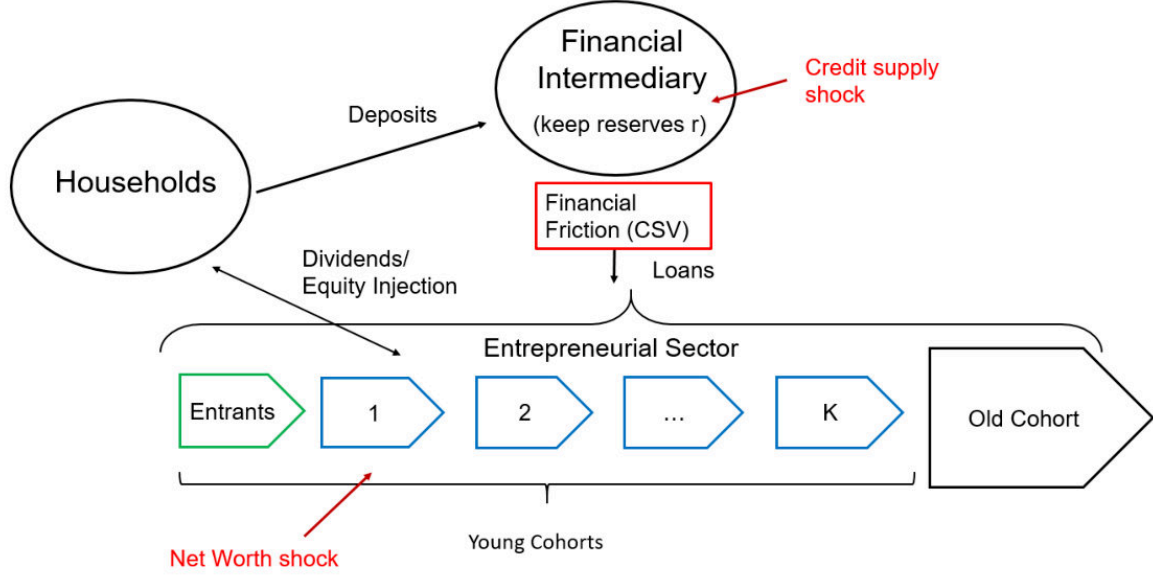 Financial
Intermediary
(keep reserves r)
Credit supply
shock
Deposits
Households
Financial
Friction (CSV)
Dividends/
Equity Injection
Loans
Entrepreneurial Sector
Entrants
1
2
...
K
Old Cohort
Net Worth shock
Young Cohorts